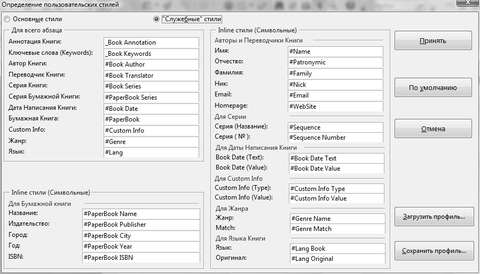 Определение пользовательских стилей
Основные стили
"Служебные" стили
Для всего абзаца
Аннотация Книги: _Book Annotation
Ключевые слова (Keywords): _Book Keywords
Автор Книги: #Book Author
Переводчик Книги: #Book Translator
Серия Книги: #Book Series
Серия Бумажной Книги: #PaperBook Series
Дата Написания Книги: #Book Date
Бумажная Книга: #PaperBook
Custom Info: #Custom Info
Жанр: #Genre
Язык: #Lang
Inline стили (Символьные)
Для Бумажной книги
Название: #PaperBook Name
Издательство: #PaperBook Publisher
Город: #PaperBook City
Год: #PaperBook Year
ISBN: #PaperBook ISBN
Inline стили (Символьные)
Авторы и Переводчики Книги
Имя: #Name
Отчество: #Patronymic
Фамилия: #Family
Ник: #Nick
Email: #Email
Homepage: #WebSite
Для Серии
Серия (Название): #Sequence
Серия ( № ): #Sequence Number
Для Даты Написания Книги
Book Date (Text): #Book Date Text
Book Date (Value): #Book Date Value
Для Custom Info
Custom Info (Type): #Custom Info Type
Custom Info (Value): #Custom Info Value
Для Жанра
Жанр: #Genre Name
Match: #Genre Match
Для Языка Книги
Язык: #Lang Book
Оригинал: #Lang Original
Принять
По умолчанию
Отмена
Загрузить профиль...
Сохранить профиль...